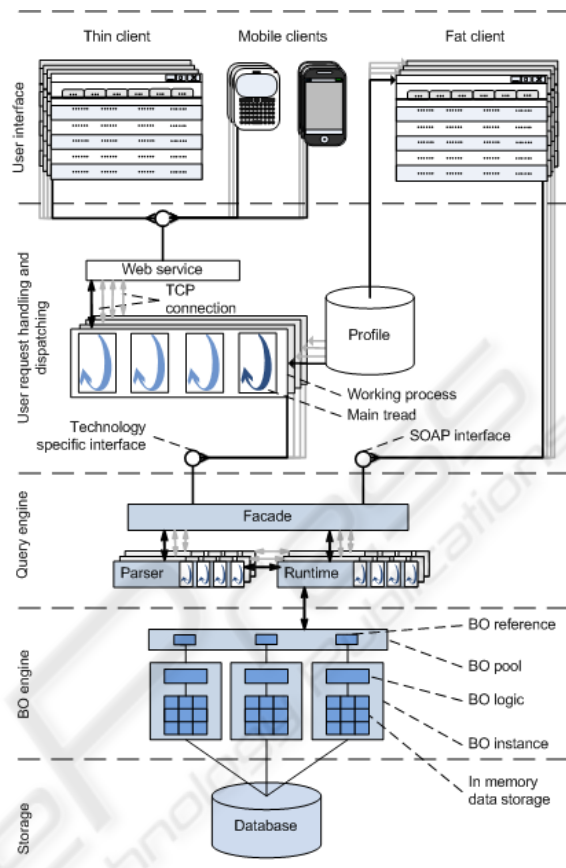 Thin client
Mobile clients
Fat client
User interface
Web service
TCP
connection
Profile
User request handling and
dispatching
Working process
Main tread
Technology
specific interface
SOAP interface
Facade
Query engine
Parser
Runtime
BO reference
BO pool
BO engine
BO logic
BO instance
In memory
data storage
Storage
Database